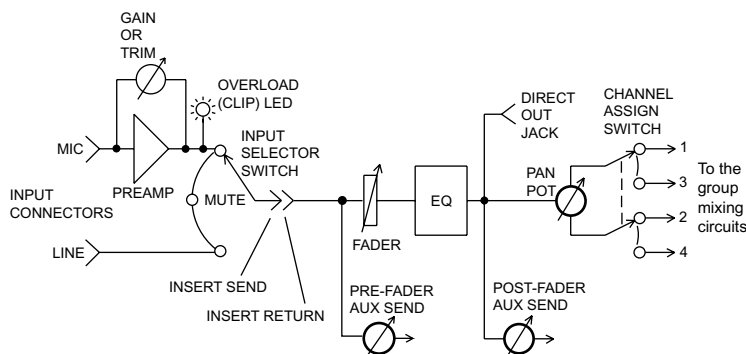 GAIN
OR
TRIM
OVERLOAD
(CLIP) LED
MIC
PREAMP
INPUT
SELECTOR
SWITCH
INPUT
CONNECTORS
MUTE
LINE
INSERT SEND
INSERT RETURN
FADER
PRE-FADER
AUX SEND
EQ
DIRECT
OUT
JACK
POST-FADER
AUX SEND
PAN
POT
CHANNEL
ASSIGN
SWITCH
1
3
2
4
To the
group
mixing
circuits